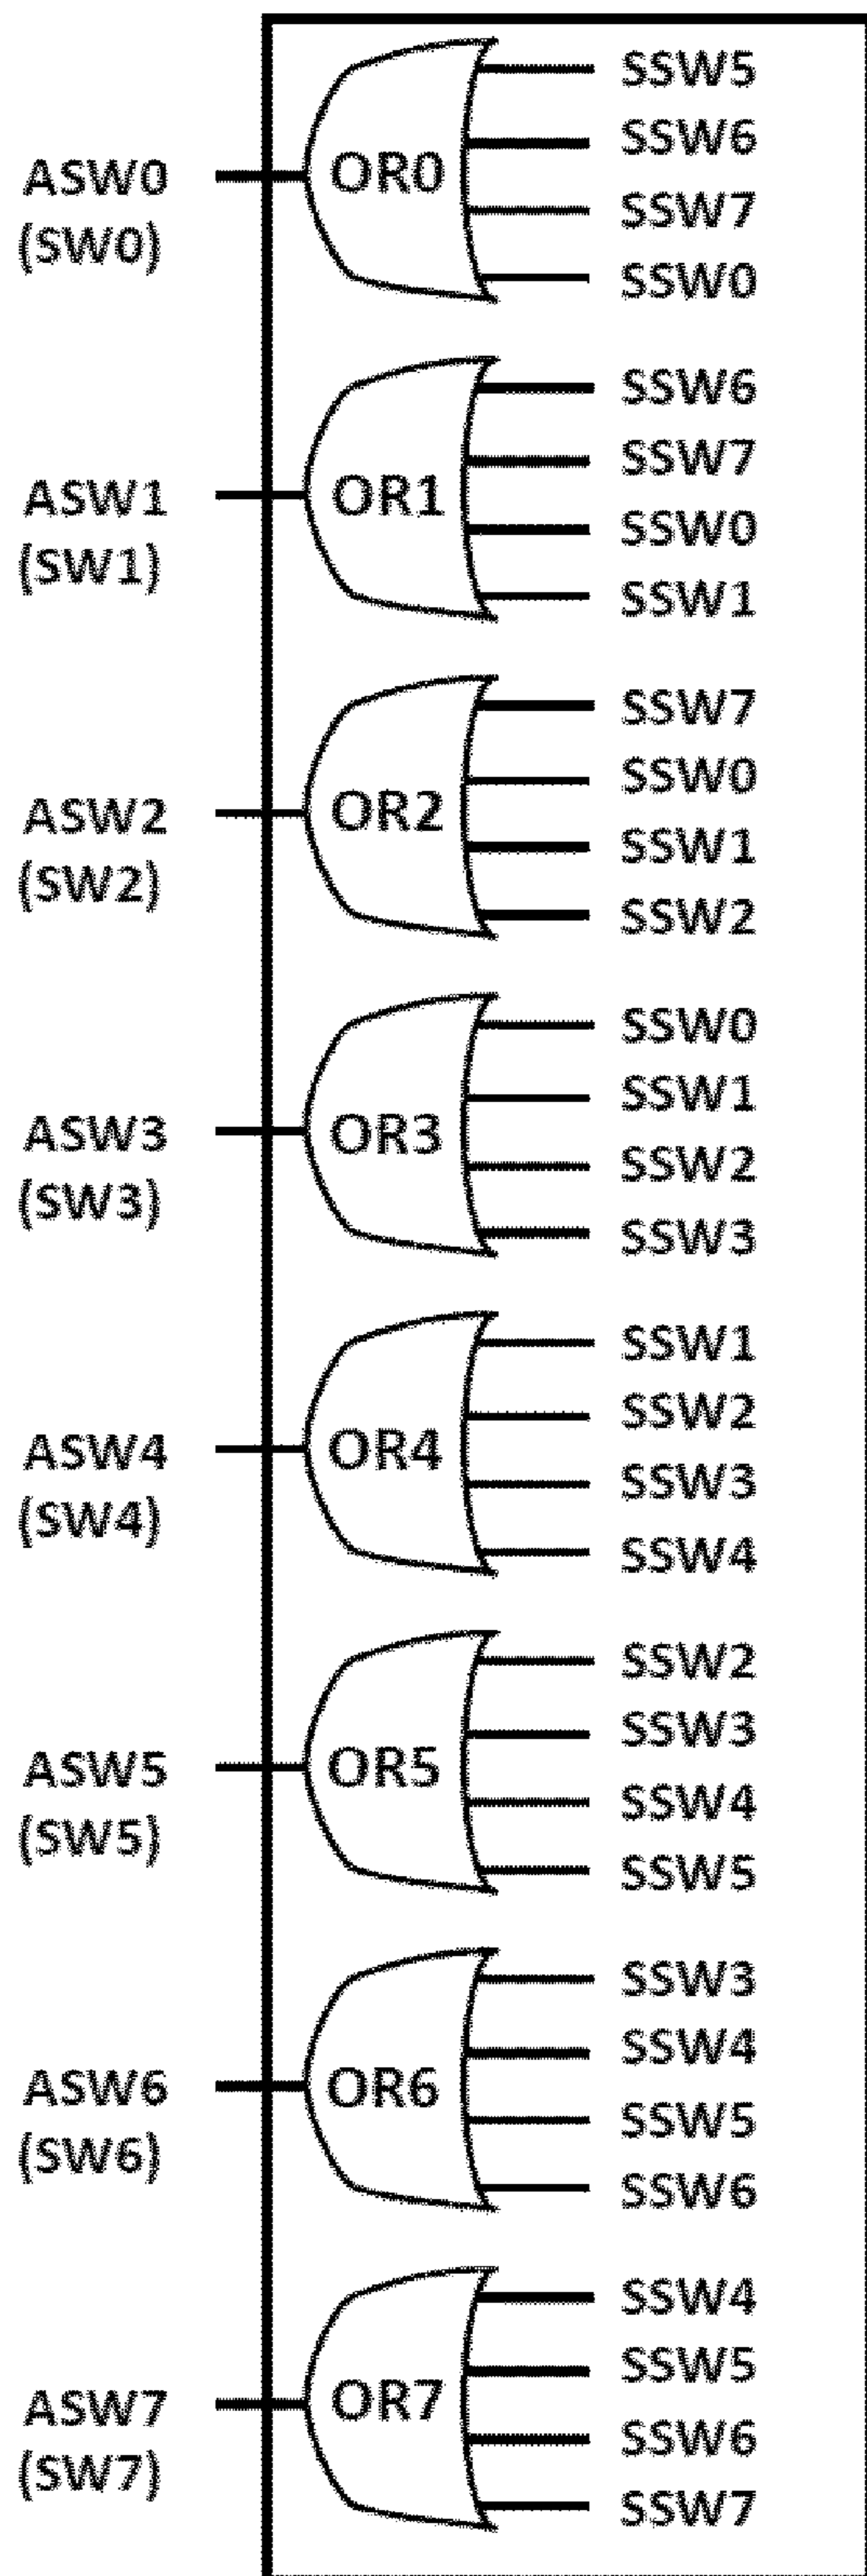 SSW5
SSW6
ASW0
OR0
(SW0)
SSW7
SSW0
SSW6
SSW7
ASW1
OR1
(SW1)
SSW0
SSW1
SSW7
SSW0
ASW2
OR2
(SW2)
SSW1
SSW2
SSW0
SSW1
ASW3
OR3
(SW3)
SSW2
SSW3
SSW1
SSW2
ASW4
OR4
(SW4)
SSW3
SSW4
SSW2
SSW3
ASW5
OR5
(SW5)
SSW4
SSW5
SSW3
SSW4
ASW6
OR6
(SW6)
SSW5
SSW6
SSW4
SSW5
ASW7
OR7
(SW7)
SSW6
SSW7